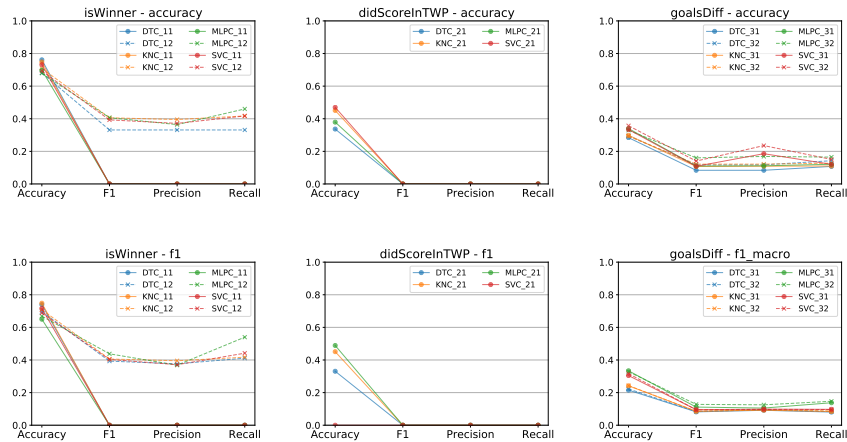 isWinner - accuracy
1.0
0.8
0.6
0.4
0.2
0.0
DTC_11 MLPC_11
DTC_12 MLPC_12
KNC_11 SVC_11
KNC_12 SVC_12
Accuracy F1 Precision Recall
didScoreInTWP - accuracy
1.0
0.8
0.6
0.4
0.2
0.0
DTC_21 MLPC_21
KNC_21 SVC_21
Accuracy F1 Precision Recall
goalsDiff - accuracy
1.0
0.8
0.6
0.4
0.2
0.0
DTC_31 MLPC_31
DTC_32 MLPC_32
KNC_31 SVC_31
KNC_32 SVC_32
Accuracy F1 Precision Recall
isWinner - f1
1.0
0.8
0.6
0.4
0.2
0.0
DTC_11 MLPC_11
DTC_12 MLPC_12
KNC_11 SVC_11
KNC_12 SVC_12
Accuracy F1 Precision Recall
didScoreInTWP - f1
1.0
0.8
0.6
0.4
0.2
0.0
DTC_21 MLPC_21
KNC_21 SVC_21
Accuracy F1 Precision Recall
goalsDiff - f1_macro
1.0
0.8
0.6
0.4
0.2
0.0
DTC_31 MLPC_31
DTC_32 MLPC_32
KNC_31 SVC_31
KNC_32 SVC_32
Accuracy F1 Precision Recall